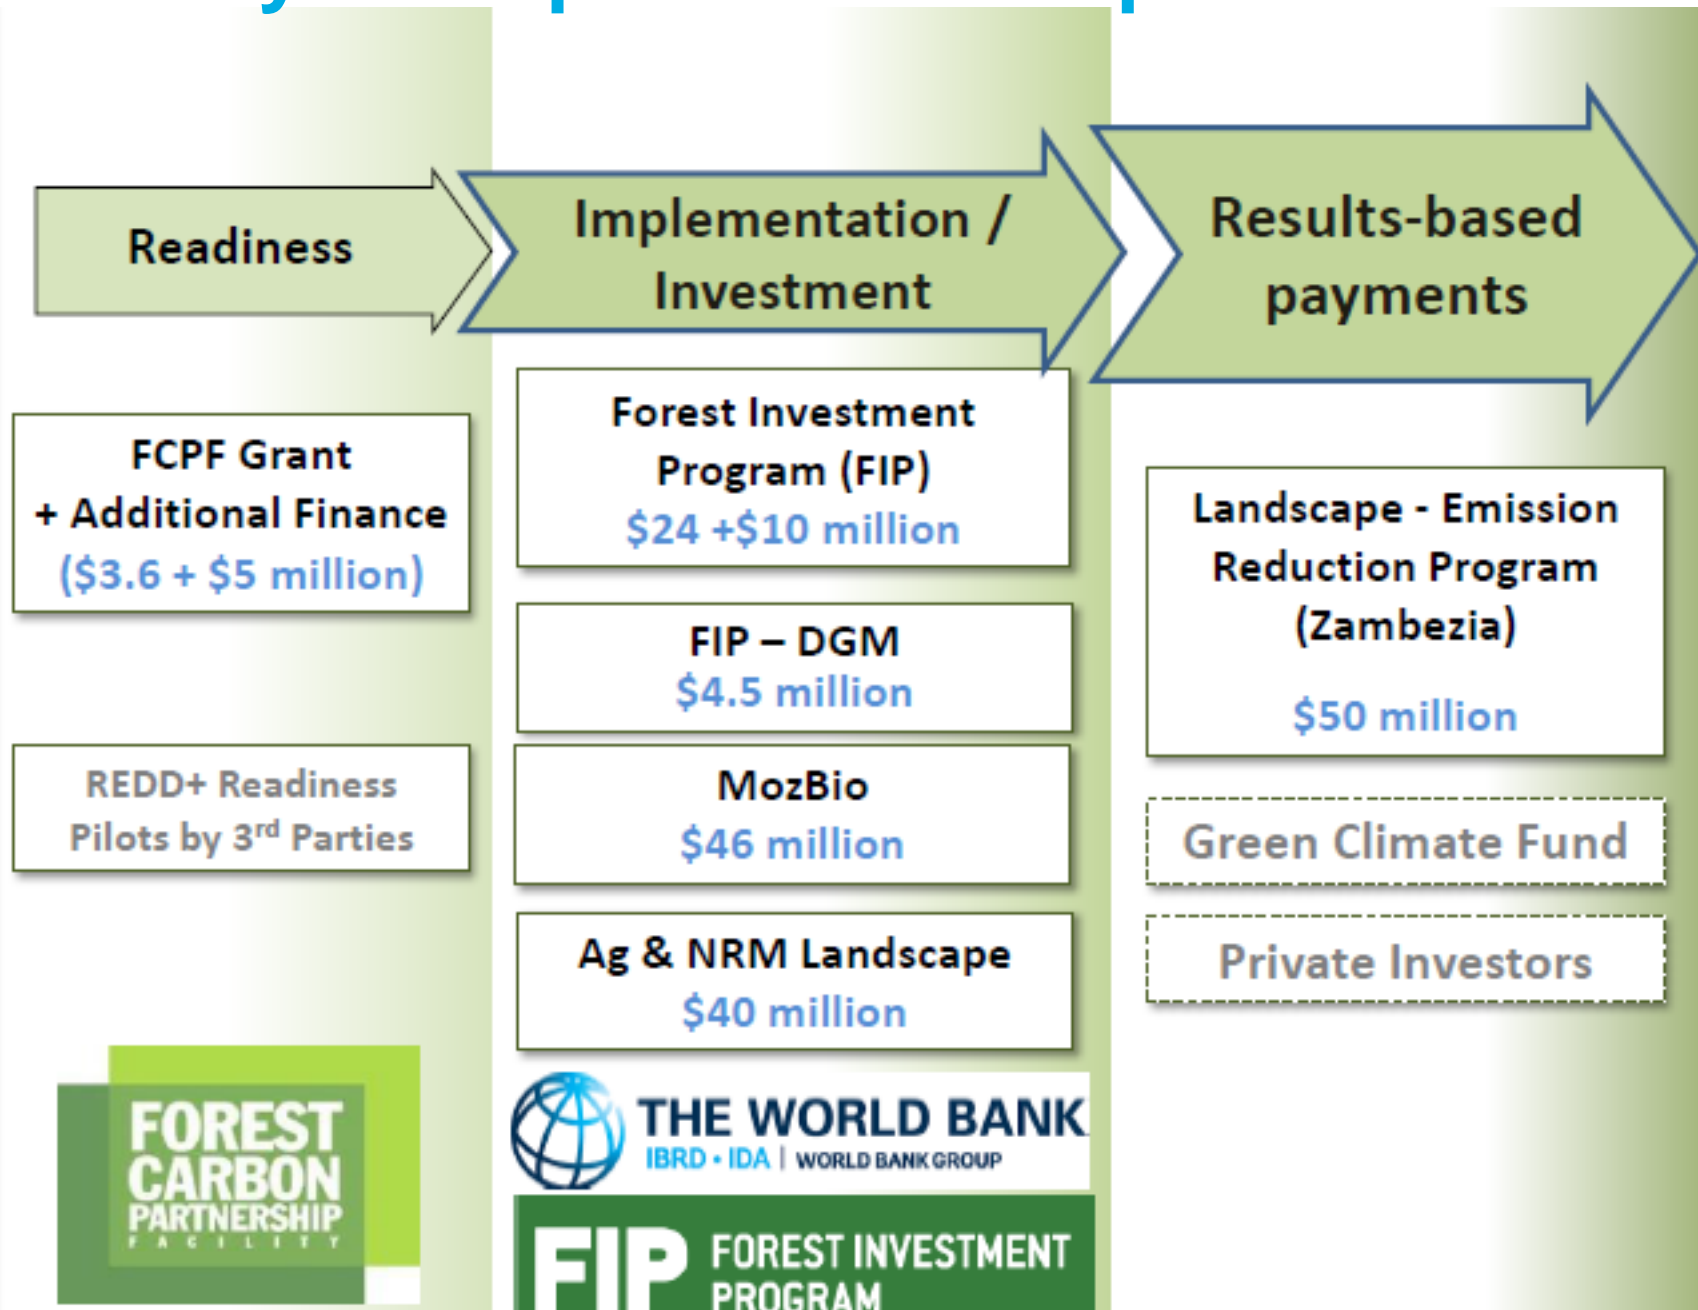 Readiness
Implementation /
Investment
Results-based
payments
FCPF Grant
+ Additional Finance
($3.6 + $5 million)
REDD+ Readiness
Pilots by 3rd Parties
FOREST
CARBON
PARTNERSHIP
FACILITY
Forest Investment
Program (FIP)
$24 +$10 million
FIP – DGM
$4.5 million
MozBio
$46 million
Ag & NRM Landscape
$40 million
THE WORLD BANK
IBRD • IDA | WORLD BANK GROUP
FIP FOREST INVESTMENT
PROGRAM
Landscape - Emission
Reduction Program
(Zambezia)
$50 million
Green Climate Fund
Private Investors